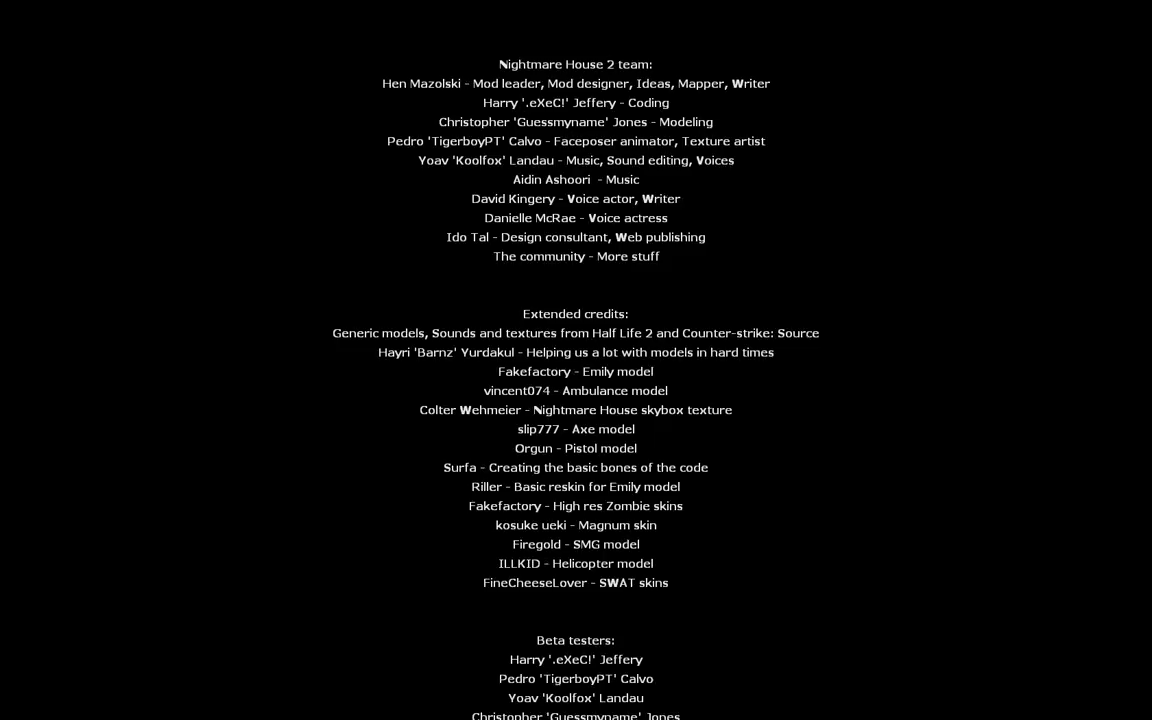 Nightmare House 2 team:
Hen Mazolski - Mod leader, Mod designer, Ideas, Mapper, Writer
Harry '.eXeC!' Jeffery - Coding
Christopher 'Guessmyname' Jones - Modeling
Pedro 'TigerboyPT' Calvo - Faceposer animator, Texture artist
Yoav 'Koolfox' Landau - Music, Sound editing, Voices
Aidin Ashoori  - Music
David Kingery - Voice actor, Writer
Danielle McRae - Voice actress
Ido Tal - Design consultant, Web publishing
The community - More stuff
Extended credits:
Generic models, Sounds and textures from Half Life 2 and Counter-strike: Source
Hayri 'Barnz' Yurdakul - Helping us a lot with models in hard times
Fakefactory - Emily model
vincent074 - Ambulance model
Colter Wehmeier - Nightmare House skybox texture
slip777 - Axe model
Orgun - Pistol model
Surfa - Creating the basic bones of the code
Riller - Basic reskin for Emily model
Fakefactory - High res Zombie skins
kosuke ueki - Magnum skin
Firegold - SMG model
ILLKID - Helicopter model
FineCheeseLover - SWAT skins
Beta testers:
Harry '.eXeC!' Jeffery
Pedro 'TigerboyPT' Calvo
Yoav 'Koolfox' Landau
Christopher 'Guessmyname' Jones